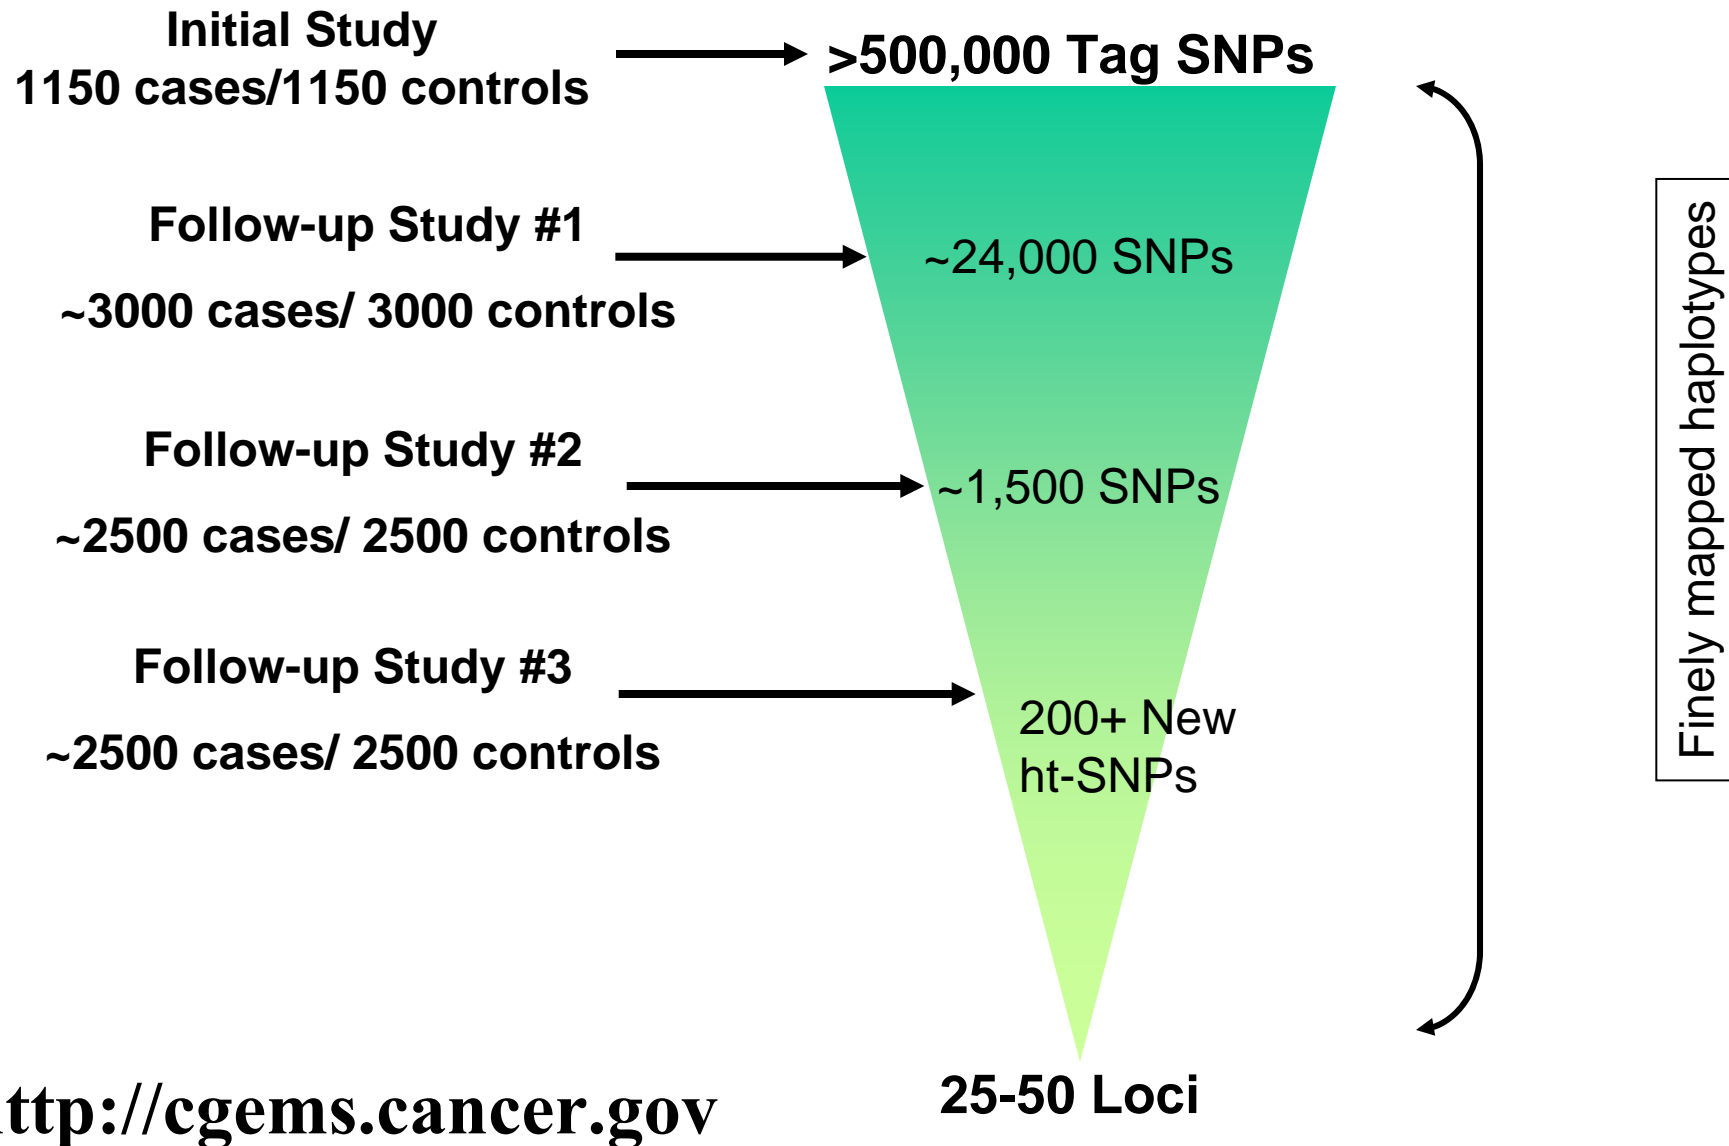 Initial Study
1150 cases/1150 controls
>500,000 Tag SNPs
Follow-up Study #1
~3000 cases/ 3000 controls
~24,000 SNPs
Follow-up Study #2
~2500 cases/ 2500 controls
~1,500 SNPs
Follow-up Study #3
~2500 cases/ 2500 controls
200+ New
ht-SNPs
25-50 Loci
Finely mapped haplotypes
ttp://cgems.cancer.gov